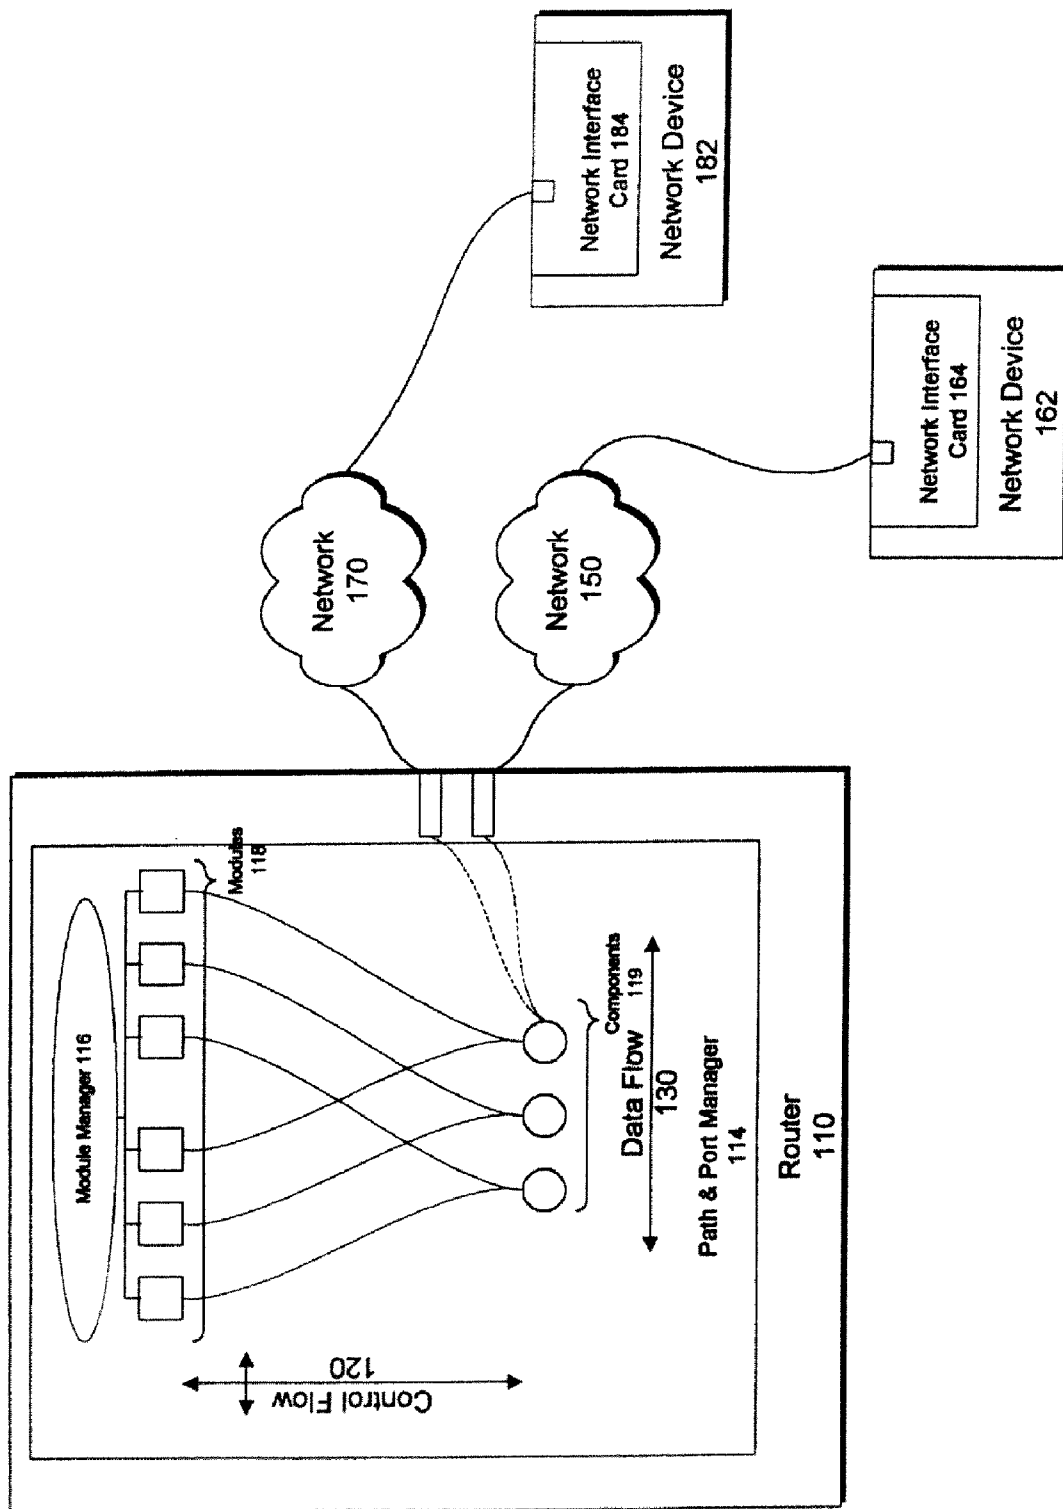 Module Manager 116
Modules
118
Control Flow
120
Components
119
Data Flow
130
Path & Port Manager
114
Router
110
Network
170
Network
150
Network Interface
Card 184
Network Device
182
Network Interface
Card 164
Network Device
162